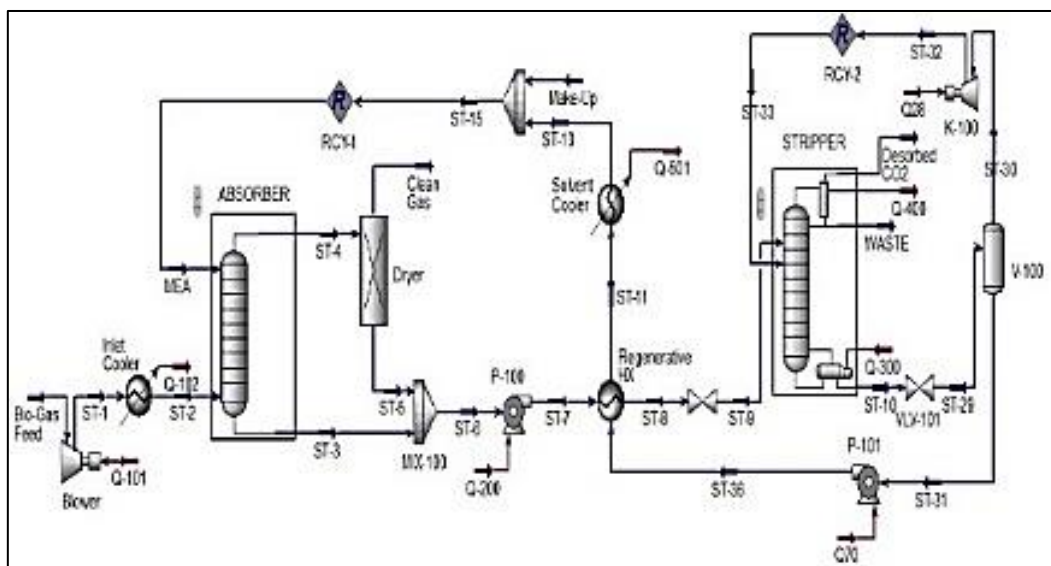 RCY-2
ST-32
RCY-1
ST-15
Make-Up
ST-13
ST-33
Q28
K-100
ABSORBER
Clean
Gas
Q-501
STRIPPER
Desorbed
CO2
ST-30
ST-4
Solvent
Cooler
Q-400
WASTE
MEA
Dryer
V-100
ST-11
Inlet
Cooler
Q-102
Regenerative
HX
Q-300
P-100
Bio-Gas
Feed
ST-1
ST-2
ST-5
ST-7
ST-8
ST-9
ST-10
VLV-101
ST-29
ST-6
ST-3
MIX-100
P-101
Q-101
Blower
Q-200
ST-36
ST-31
Q70